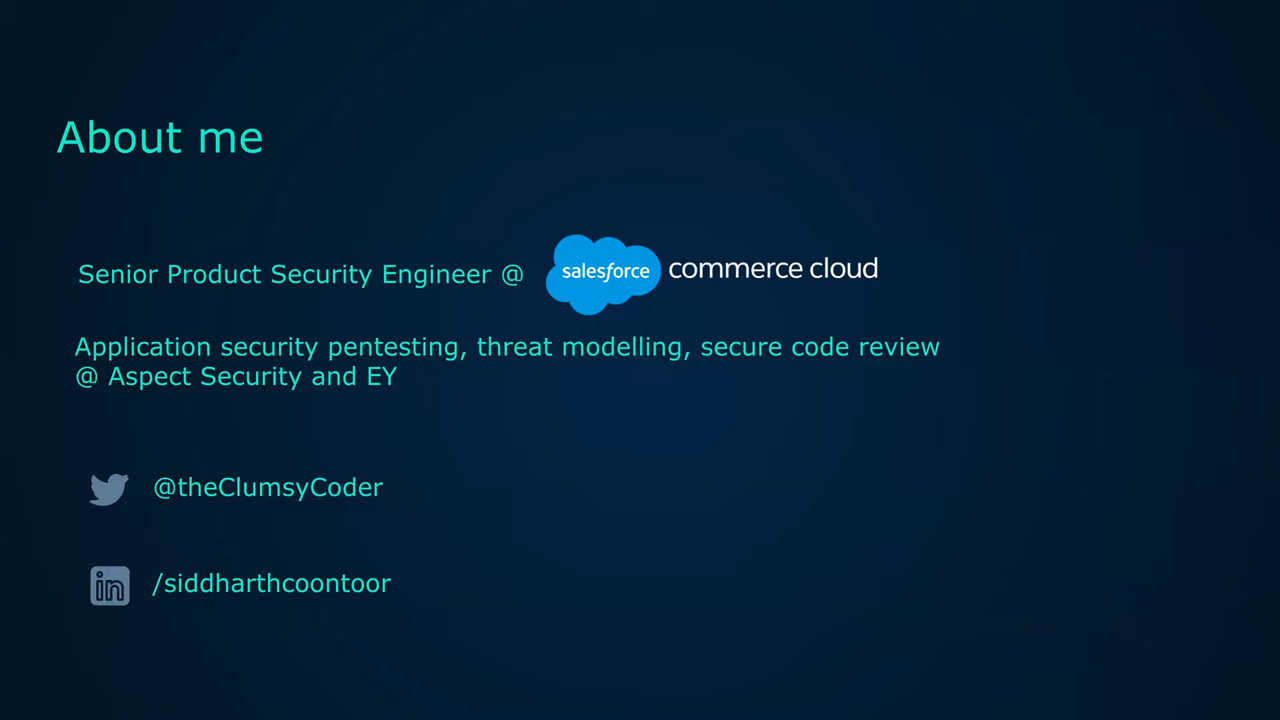 About me
Senior Product Security Engineer @ salesforce commerce cloud
Application security pentesting, threat modelling, secure code review
@ Aspect Security and EY
@theClumsyCoder
in /siddharthcoontoor